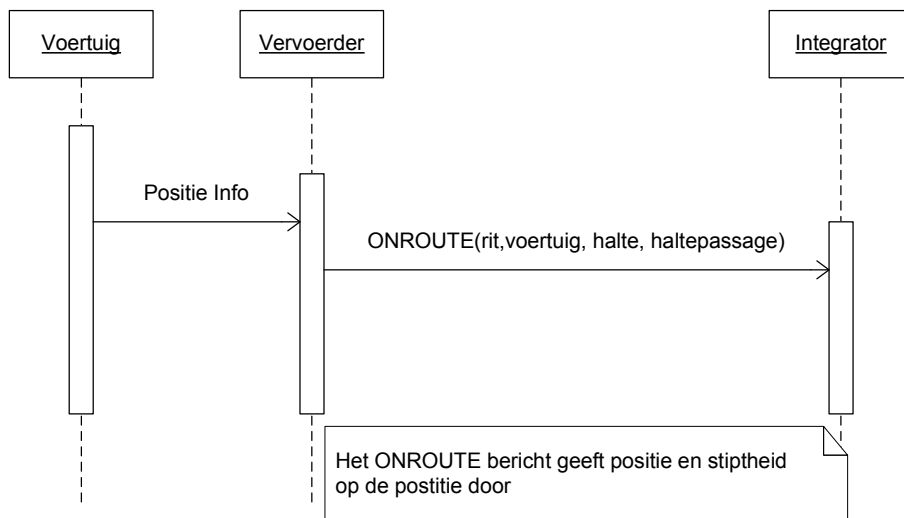 Voertuig
Vervoerder
Integrator
Positie Info
ONROUTE(rit,voertuig, halte, haltepassage)
Het ONROUTE bericht geeft positie en stiptheid
op de postitie door